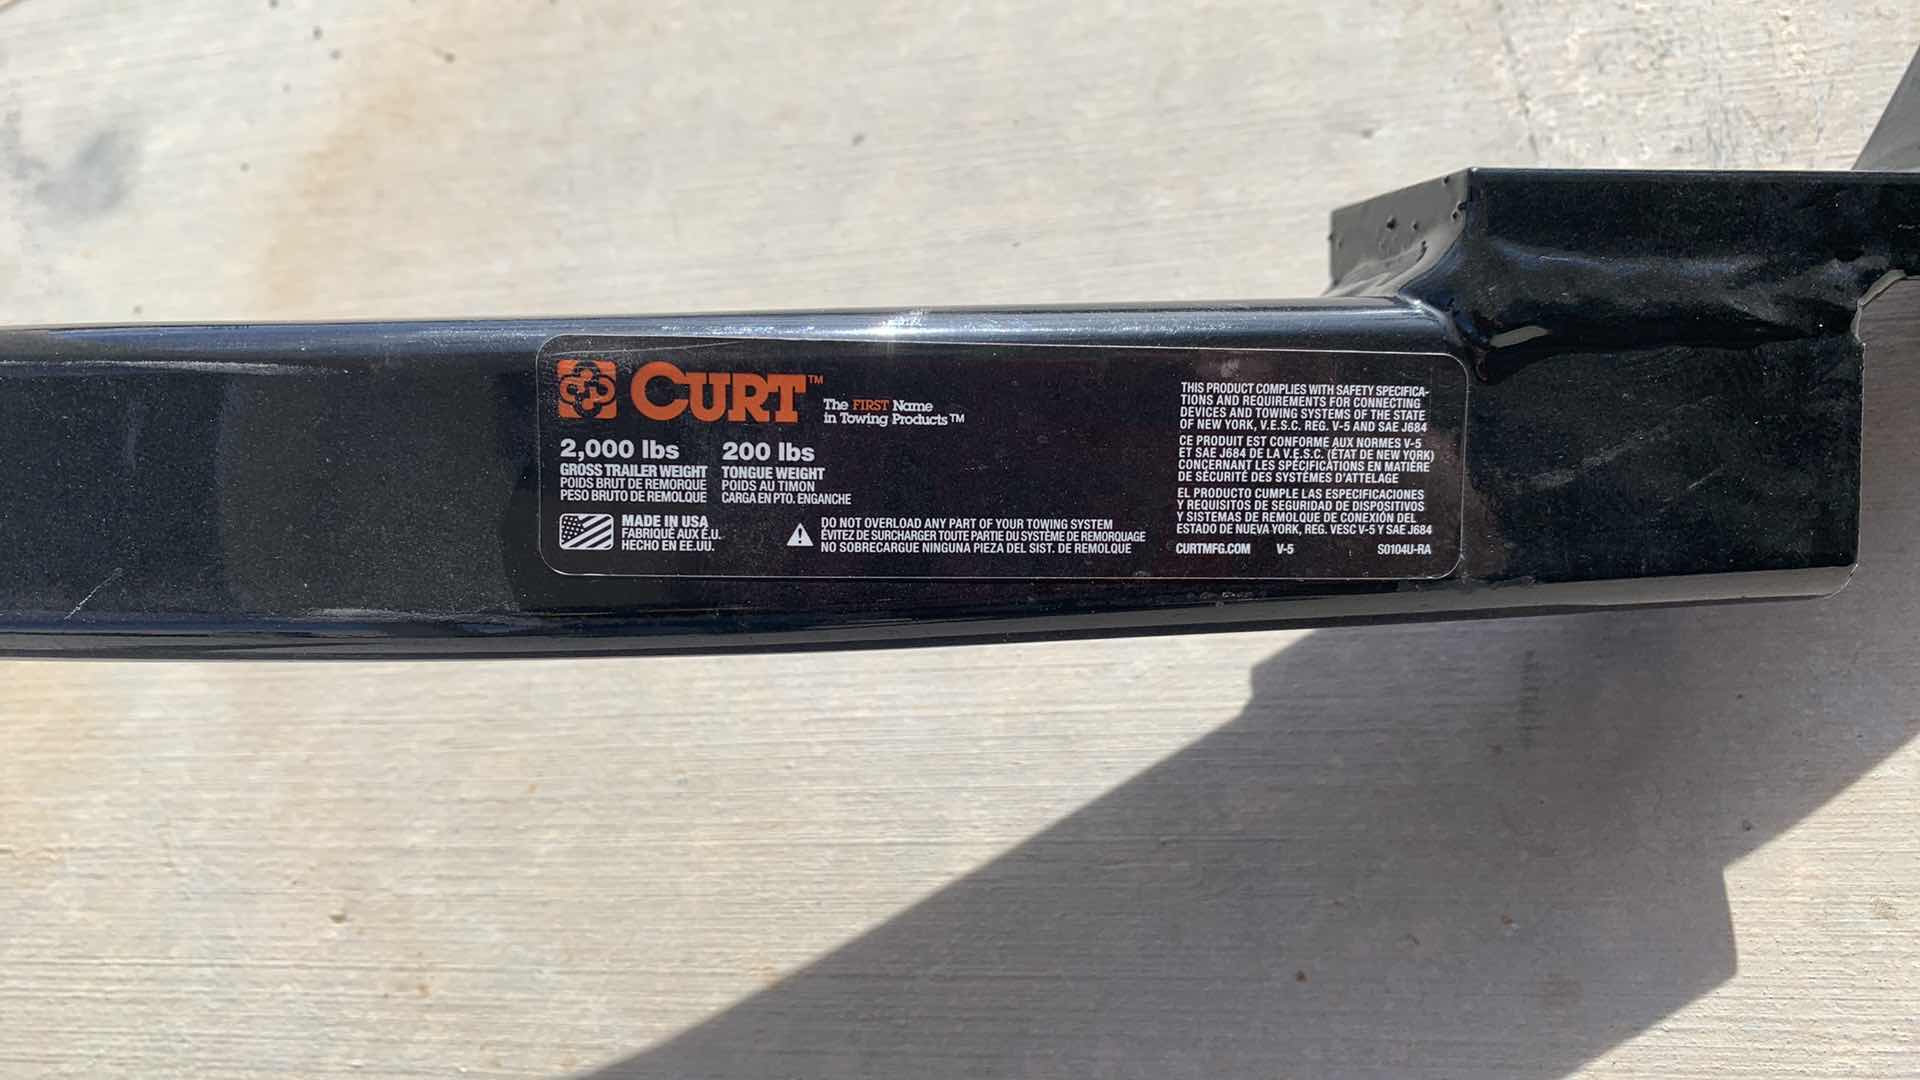 CURT™
The FIRST Name
in Towing Products™
2,000 lbs
GROSS TRAILER WEIGHT
POIDS BRUT DE REMORQUE
PESO BRUTO DE REMOLQUE
200 lbs
TONGUE WEIGHT
POIDS AU TIMON
CARGA EN PTO. ENGANCHE
MADE IN USA
FABRIQUÉ AUX É.U.
HECHO EN EE.UU.
DO NOT OVERLOAD ANY PART OF YOUR TOWING SYSTEM
ÉVITEZ DE SURCHARGER TOUTE PARTIE DU SYSTÈME DE REMORQUAGE
NO SOBRECARGUE NINGUNA PIEZA DEL SIST. DE REMOLQUE
THIS PRODUCT COMPLIES WITH SAFETY SPECIFICA-
TIONS AND REQUIREMENTS FOR CONNECTING
DEVICES AND TOWING SYSTEMS OF THE STATE
OF NEW YORK, V.E.S.C. REG. V-5 AND SAE J684
CE PRODUIT EST CONFORME AUX NORMES V-5
ET SAE J684 DE LA V.E.S.C. (ÉTAT DE NEW YORK)
CONCERNANT LES SPÉCIFICATIONS EN MATIÈRE
DE SÉCURITÉ DES SYSTÈMES D'ATTELAGE
EL PRODUCTO CUMPLE LAS ESPECIFICACIONES
Y REQUISITOS DE SEGURIDAD DE DISPOSITIVOS
Y SISTEMAS DE REMOLQUE DE CONEXIÓN DEL
ESTADO DE NUEVA YORK, REG. VESC V-5 Y SAE J684
CURTMFG.COM V-5 S0104U-RA